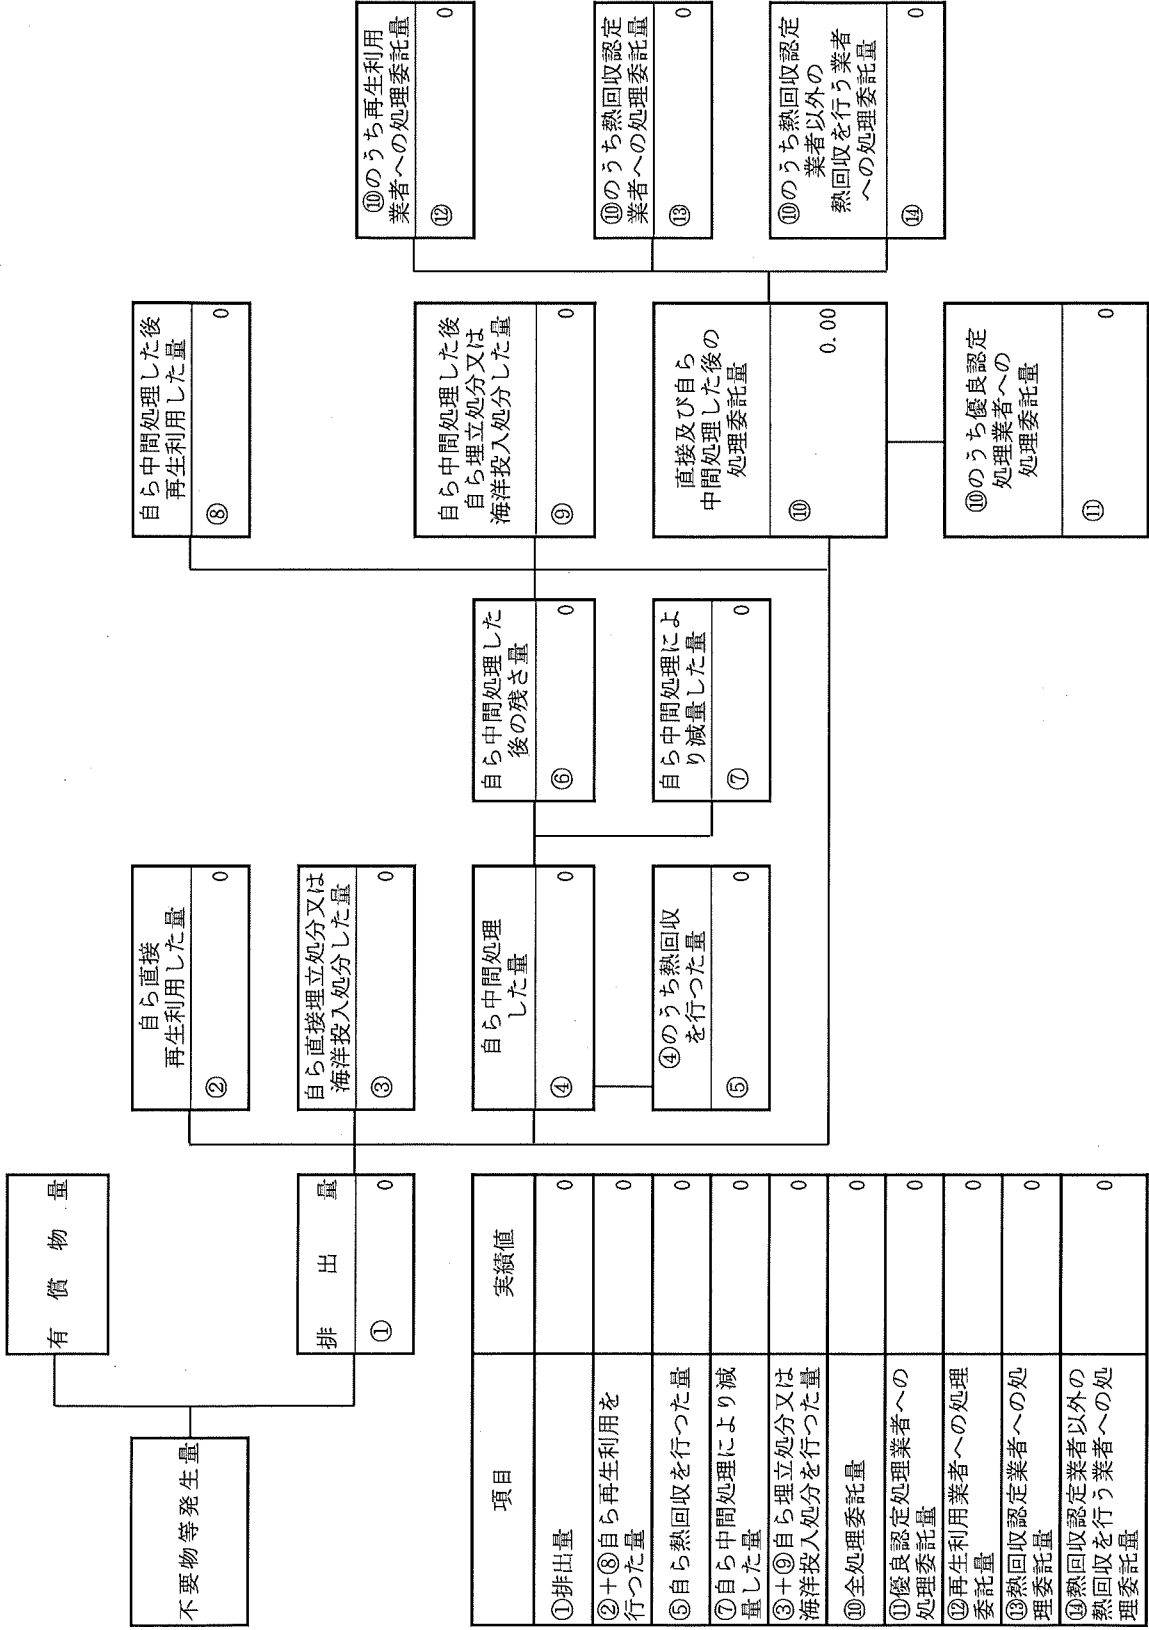 不要物等発生量
有償物量
排出量
① 0
自ら直接
再生利用した量
② 0
自ら直接埋立処分又は
海洋投入処分した量
③ 0
自ら中間処理
した量
④ 0
④のうち熱回収
を行つた量
⑤ 0
自ら中間処理した
後の残さ量
⑥ 0
自ら中間処理によ
り減量した量
⑦ 0
自ら中間処理した後
再生利用した量
⑧ 0
自ら中間処理した後
自ら埋立処分又は
海洋投入処分した量
⑨ 0
直接及び自ら
中間処理した後の
処理委託量
⑩ 0.00
⑩のうち優良認定
処理業者への
処理委託量
⑪ 0
⑩のうち再生利用
業者への処理委託量
⑫ 0
⑩のうち熱回収認定
業者への処理委託量
⑬ 0
⑩のうち熱回収認定
業者以外の
熱回収を行う業者
への処理委託量
⑭ 0
項目 実績値
①排出量 0
②+⑧自ら再生利用を
行つた量 0
⑤自ら熱回収を行つた量 0
⑦自ら中間処理により減
量した量 0
③+⑨自ら埋立処分又は
海洋投入処分を行つた量 0
⑩全処理委託量 0
⑪優良認定処理業者への
処理委託量 0
⑫再生利用業者への処理
委託量 0
⑬熱回収認定業者への処
理委託量 0
⑭熱回収認定業者以外の
熱回収を行う業者への処
理委託量 0